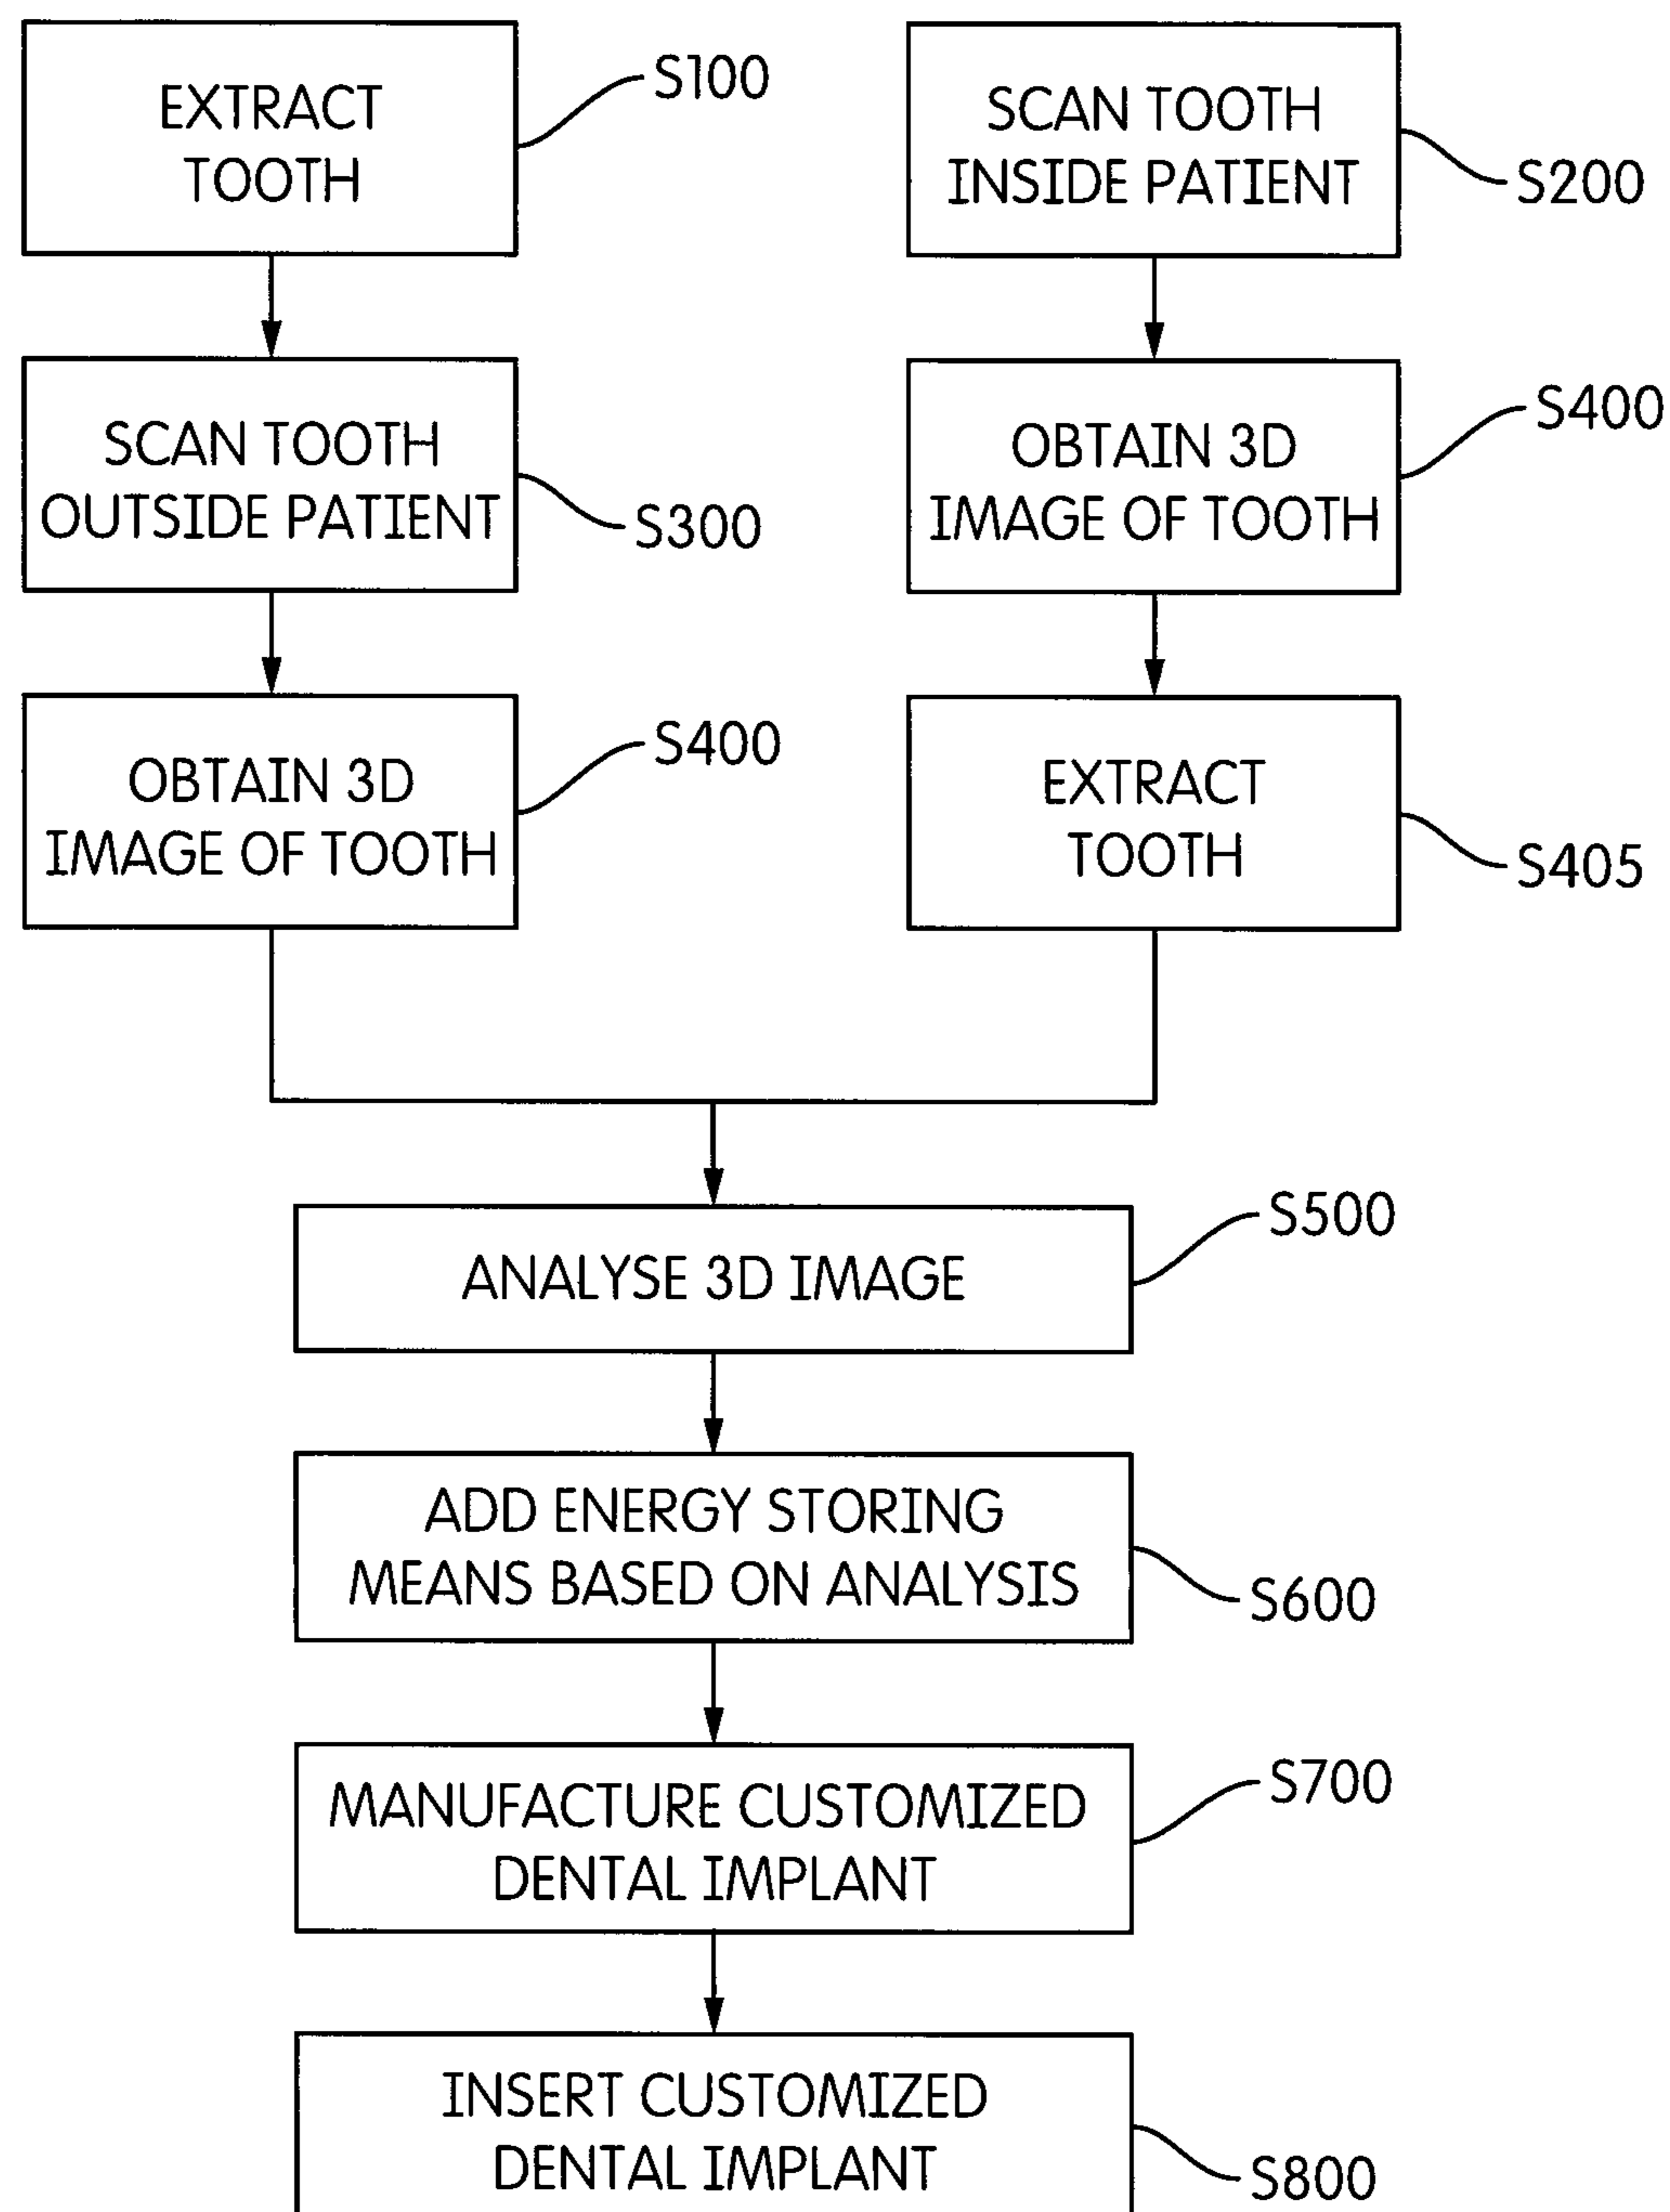 EXTRACT
TOOTH
S100
SCAN TOOTH
OUTSIDE PATIENT
S300
OBTAIN 3D
IMAGE OF TOOTH
S400
SCAN TOOTH
INSIDE PATIENT
S200
OBTAIN 3D
IMAGE OF TOOTH
S400
EXTRACT
TOOTH
S405
ANALYSE 3D IMAGE
S500
ADD ENERGY STORING
MEANS BASED ON ANALYSIS
S600
MANUFACTURE CUSTOMIZED
DENTAL IMPLANT
S700
INSERT CUSTOMIZED
DENTAL IMPLANT
S800